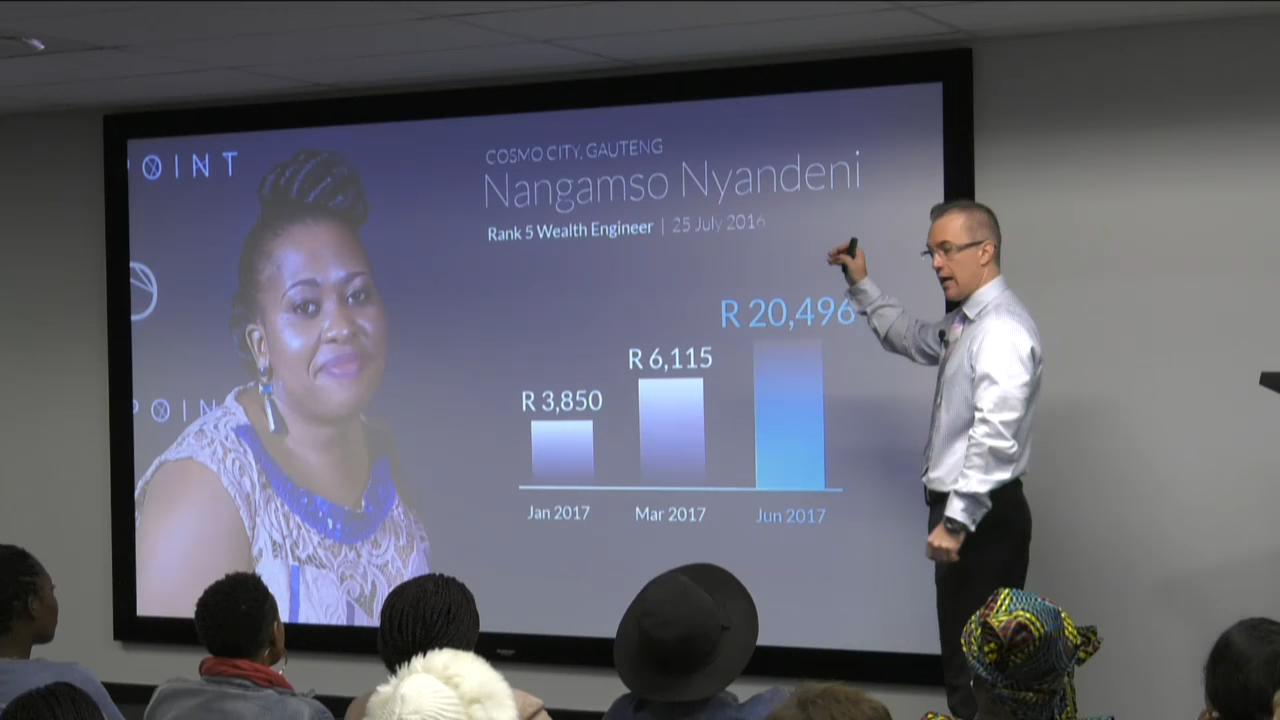 POINT
COSMO CITY, GAUTENG
Nangamso Nyandeni
Rank 5 Wealth Engineer | 25 July 2016
R 20,496
R 6,115
R 3,850
POIN
Jan 2017
Mar 2017
Jun 2017